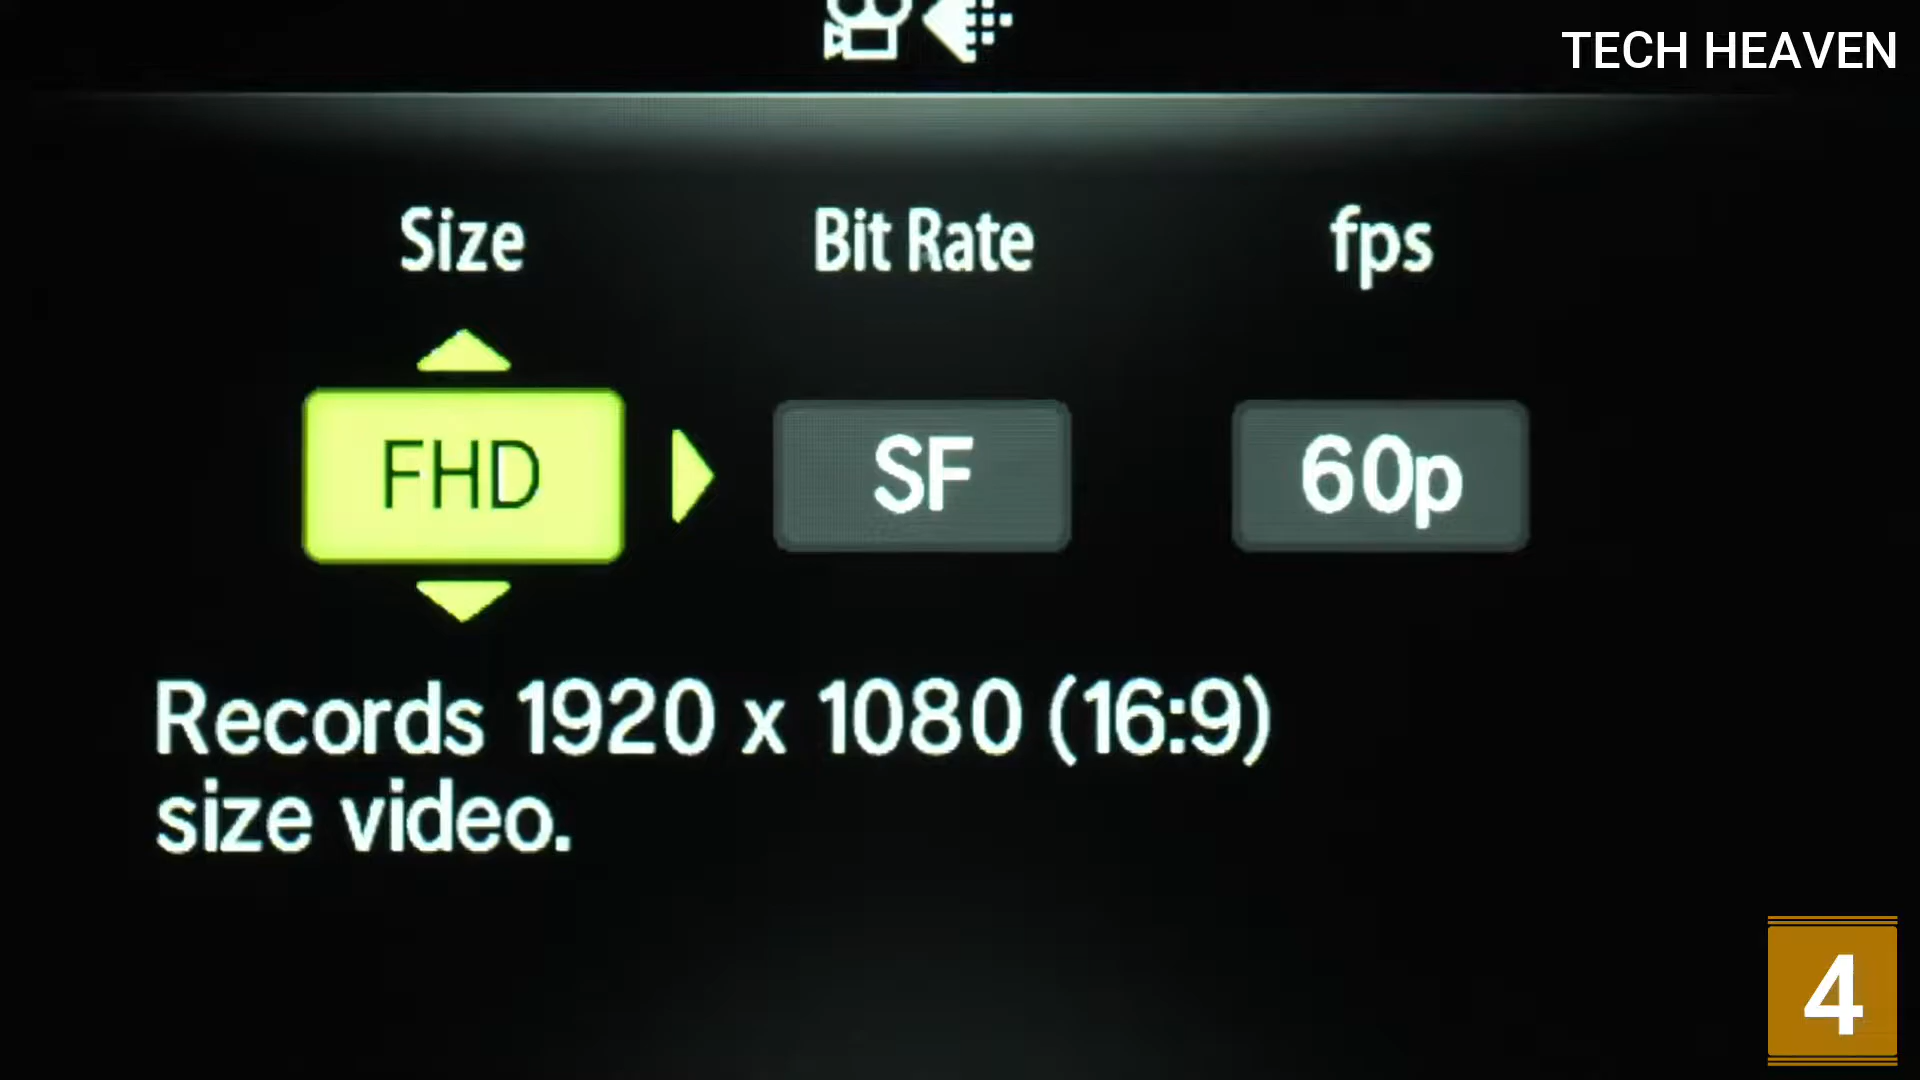 TECH HEAVEN
Size Bit Rate fps
FHD SF 60p
Records 1920 x 1080 (16:9)
size video.
4